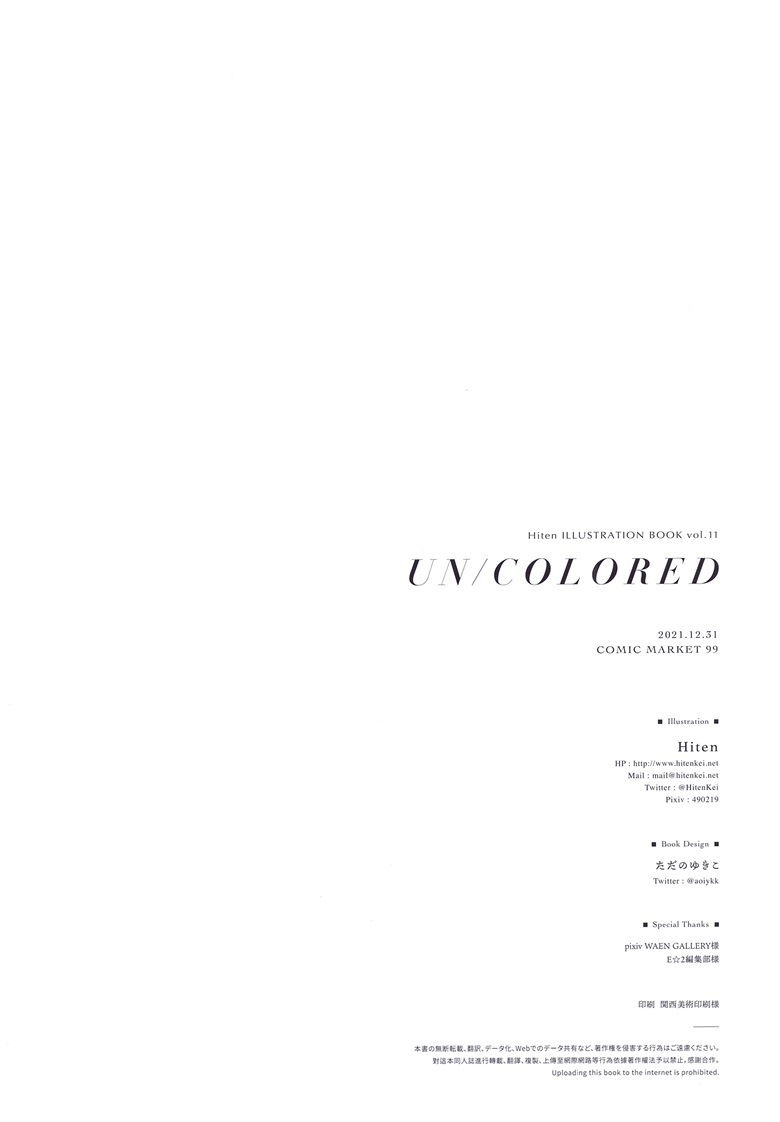 Hiten ILLUSTRATION BOOK vol.11
UN/COLORED
2021.12.31
COMIC MARKET 99
■ Illustration ■
Hiten
HP : http://www.hitenkei.net
Mail : mail@hitenkei.net
Twitter : @HitenKei
Pixiv : 490219
■ Book Design ■
ただのゆきこ
Twitter : @aoiykk
■ Special Thanks ■
pixiv WAEN GALLERY様
E☆2編集部様
印刷 関西美術印刷様
本書の無断転載、翻訳、データ化、Webでのデータ共有など、著作権を侵害する行為はご遠慮ください。
對這本同人誌進行轉載、翻譯、複製、上傳至網際網路等行為依據著作權法予以禁止。感謝合作。
Uploading this book to the internet is prohibited.